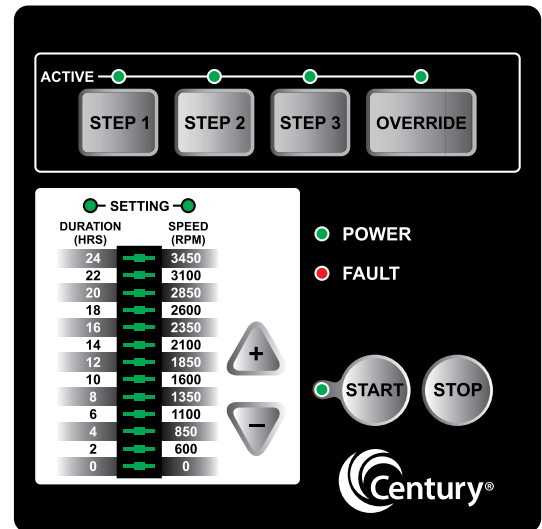 ACTIVE
STEP 1 STEP 2 STEP 3 OVERRIDE
SETTING
DURATION (HRS) SPEED (RPM)
24 3450
22 3100
20 2850
18 2600
16 2350
14 2100
12 1850
10 1600
8 1350
6 1100
4 850
2 600
0 0
+
−
POWER
FAULT
START STOP
Century®